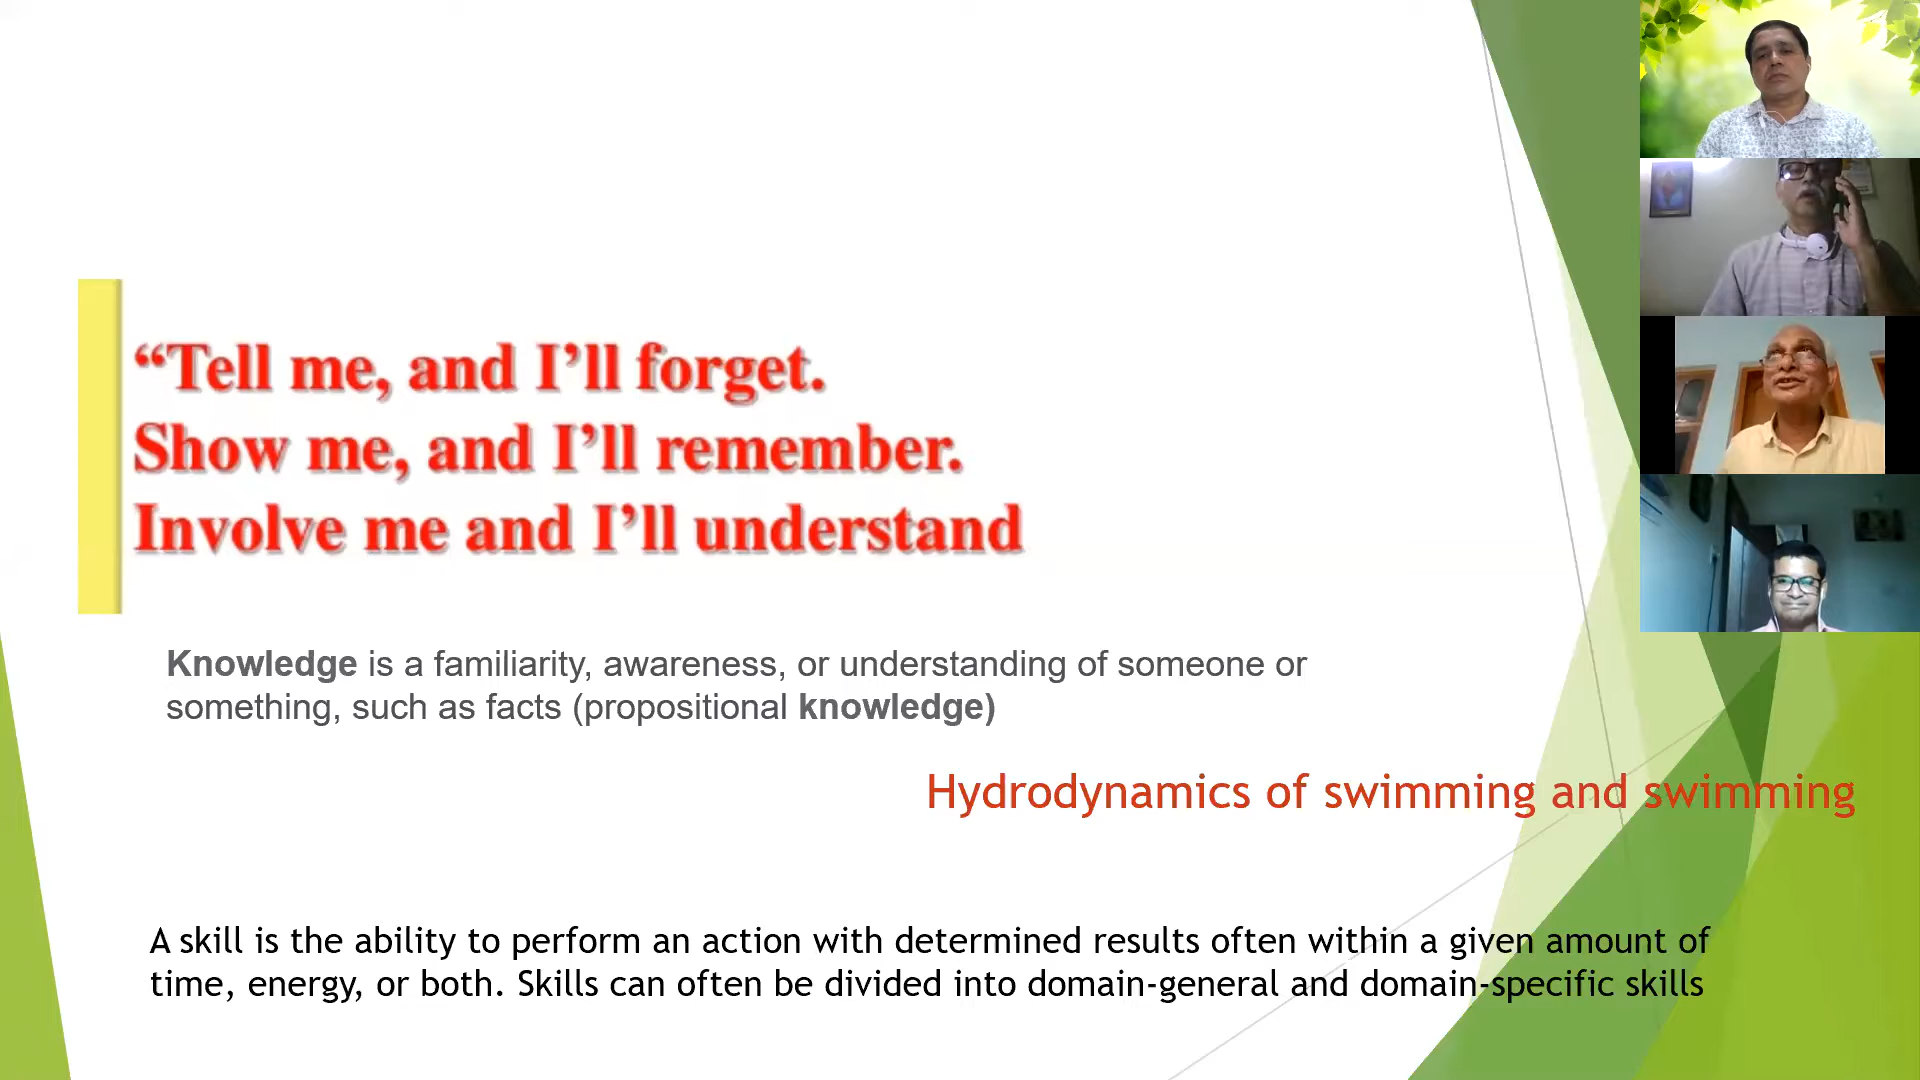 “Tell me, and I’ll forget.
Show me, and I’ll remember.
Involve me and I’ll understand
Knowledge is a familiarity, awareness, or understanding of someone or
something, such as facts (propositional knowledge)
Hydrodynamics of swimming and swimming
A skill is the ability to perform an action with determined results often within a given amount of
time, energy, or both. Skills can often be divided into domain-general and domain-specific skills